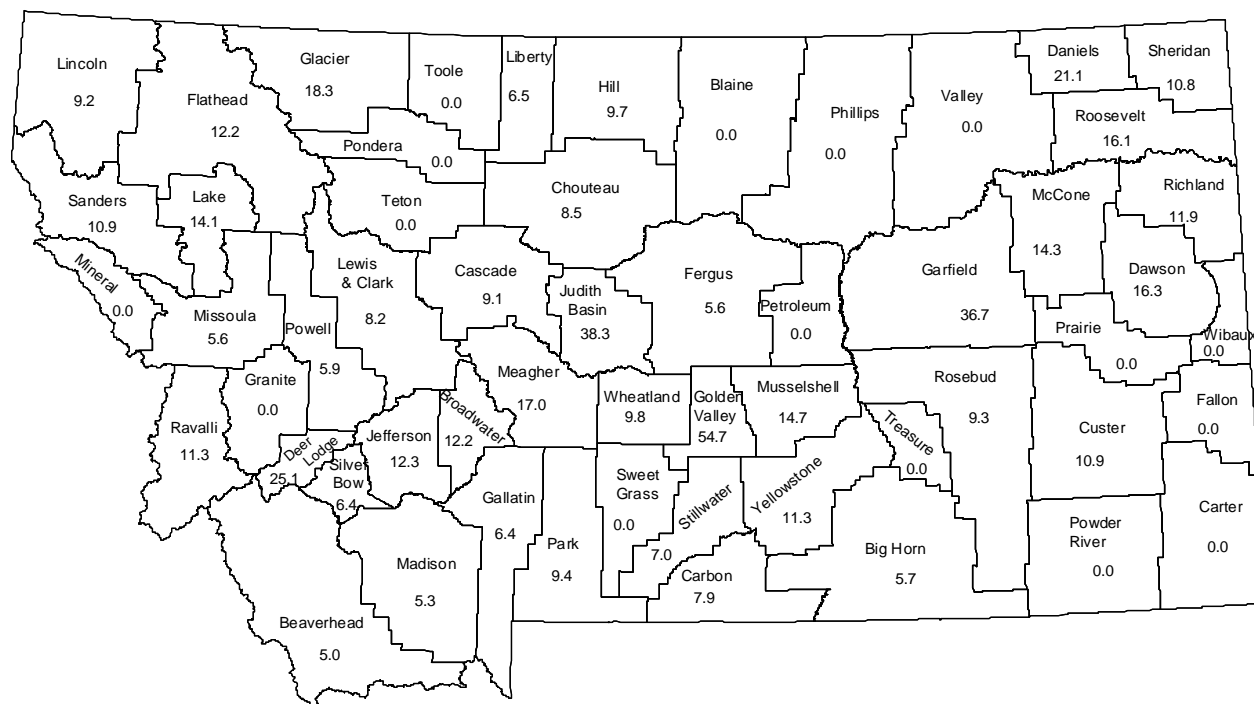 Lincoln
9.2
Flathead
12.2
Glacier
18.3
Toole
0.0
Liberty
6.5
Hill
9.7
Blaine
0.0
Phillips
0.0
Valley
0.0
Daniels
21.1
Sheridan
10.8
Roosevelt
16.1
Pondera
0.0
Sanders
10.9
Lake
14.1
Teton
0.0
Chouteau
8.5
McCone
14.3
Richland
11.9
Mineral
0.0
Missoula
5.6
Powell
5.9
Lewis
& Clark
8.2
Cascade
9.1
Judith
Basin
38.3
Fergus
5.6
Petroleum
0.0
Garfield
36.7
Dawson
16.3
Prairie
0.0
Wibaux
0.0
Granite
0.0
Ravalli
11.3
Deer
Lodge
25.1
Silver
Bow
6.4
Jefferson
12.3
Broadwater
12.2
Meagher
17.0
Wheatland
9.8
Golden
Valley
54.7
Musselshell
14.7
Rosebud
9.3
Treasure
0.0
Custer
10.9
Fallon
0.0
Gallatin
6.4
Park
9.4
Sweet
Grass
0.0
Stillwater
7.0
Yellowstone
11.3
Carbon
7.9
Big Horn
5.7
Powder
River
0.0
Carter
0.0
Madison
5.3
Beaverhead
5.0